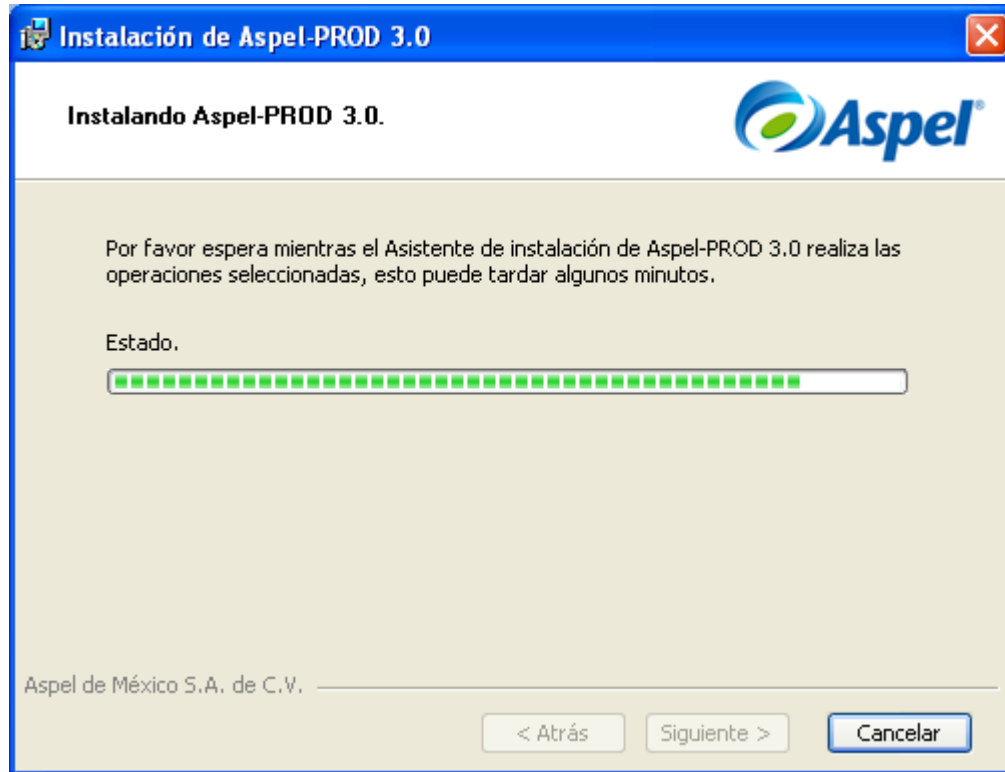 Instalación de Aspel-PROD 3.0
Instalando Aspel-PROD 3.0.
Aspel®
Por favor espera mientras el Asistente de instalación de Aspel-PROD 3.0 realiza las
operaciones seleccionadas, esto puede tardar algunos minutos.
Estado.
Aspel de México S.A. de C.V.
< Atrás
Siguiente >
Cancelar